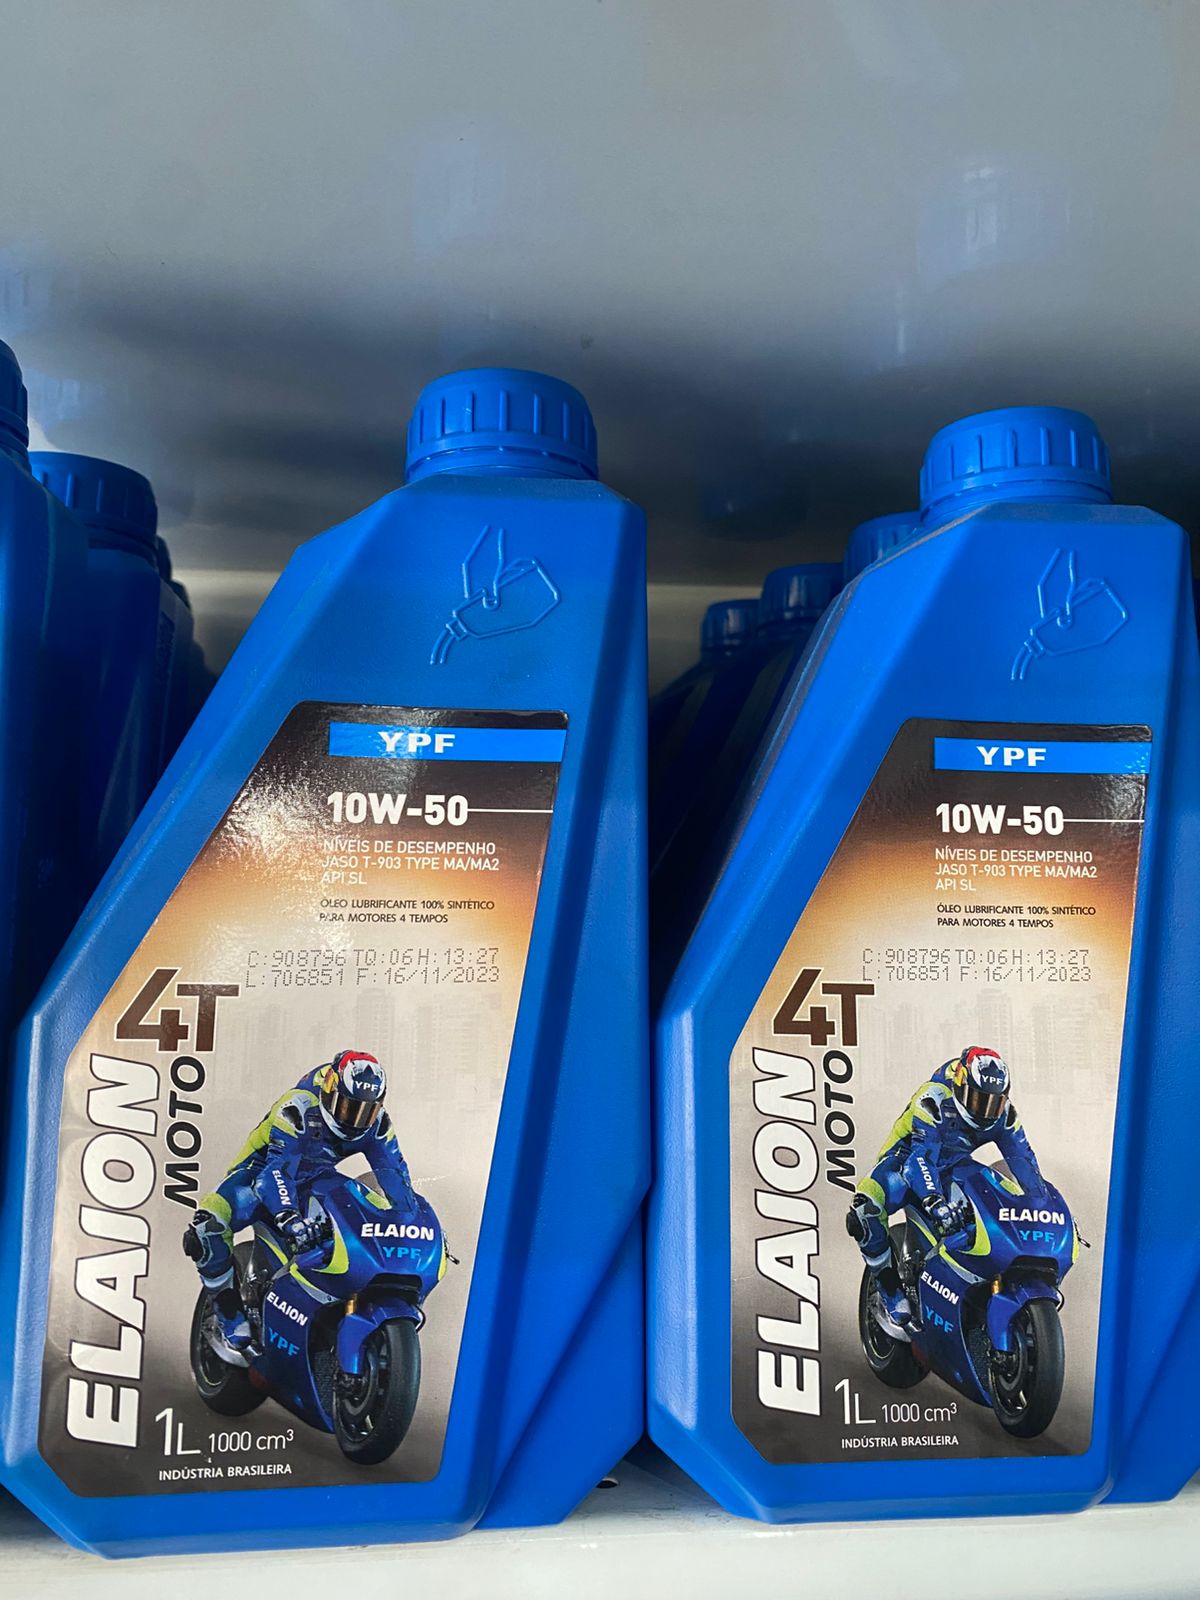 YPF
10W-50
NÍVEIS DE DESEMPENHO
JASO T-903 TYPE MA/MA2
API SL
ÓLEO LUBRIFICANTE 100% SINTÉTICO
PARA MOTORES 4 TEMPOS
C:908796 TQ:06 H:13:27
L:706851 F:16/11/2023
ELAION
MOTO
4T
YPF
ELAION
ELAION
YPF
ELAION
YPF
1L 1000 cm³
INDÚSTRIA BRASILEIRA
YPF
10W-50
NÍVEIS DE DESEMPENHO
JASO T-903 TYPE MA/MA2
API SL
ÓLEO LUBRIFICANTE 100% SINTÉTICO
PARA MOTORES 4 TEMPOS
C:908796 TQ:06 H:13:27
L:706851 F:16/11/2023
ELAION
MOTO
4T
YPF
ELAION
ELAION
YPF
ELAION
YPF
1L 1000 cm³
INDÚSTRIA BRASILEIRA